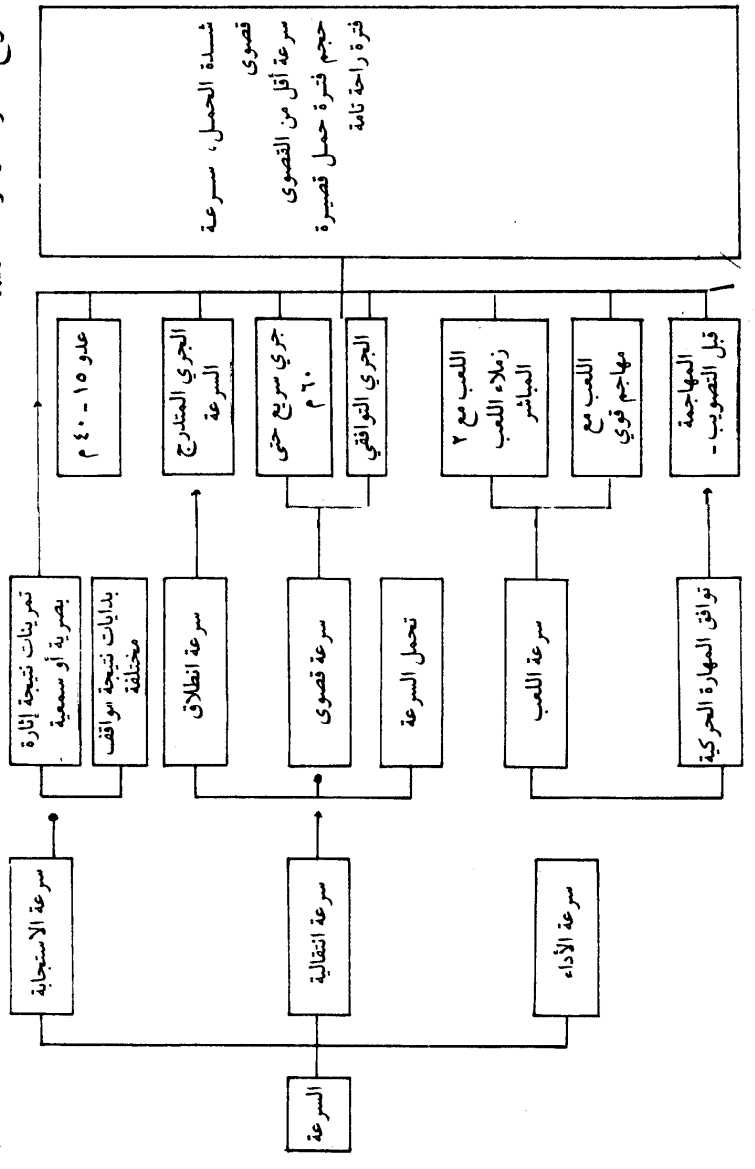 السرعة
سرعة الاستجابة
سرعة انتقالية
سرعة الأداء
تمرينات نتيجة إثارة
بصرية أو سمعية
بدايات نتيجة مواقف
مختلفة
سرعة انطلاق
سرعة قصوى
تحمل السرعة
سرعة اللعب
توافق المهارة الحركية
عدو ١٥ - ٤٠ م
الجري المتدرج
السرعة
جري سريع حتى
٦٠ م
الجري التوافقي
اللعب مع ٢
زملاء اللعب
المباشر
اللعب مع
مهاجم قوي
المهاجمة
قبل التصويب -
شدة الحمل، سرعة
قصوى
سرعة أقل من القصوى
حجم فترة حمل قصيرة
فترة راحة تامة